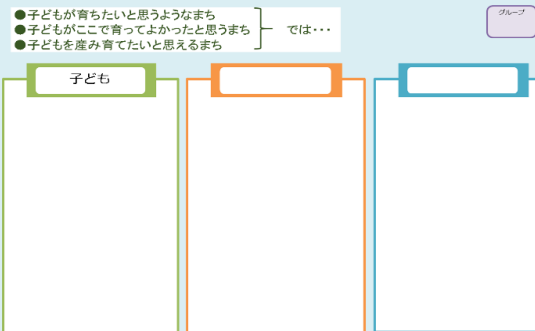 ●子どもが育ちたいと思うようなまち
●子どもがここで育ってよかったと思うまち
●子どもを産み育てたいと思えるまち
では・・・
グループ
子ども